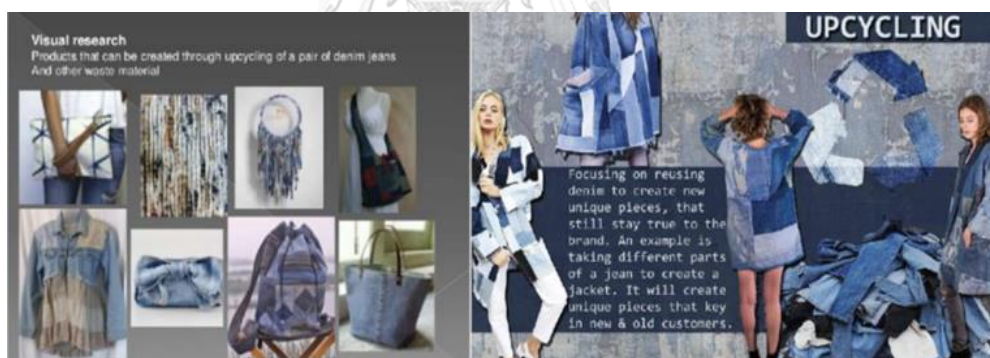 Visual research
Products that can be created through upcycling of a pair of denim jeans
And other waste material
UPCYCLING
Focusing on reusing
denim to create new
unique pieces, that
still stay true to the
brand. An example is
taking different parts
of a jean to create a
jacket. It will create
unique pieces that key
in new & old customers.